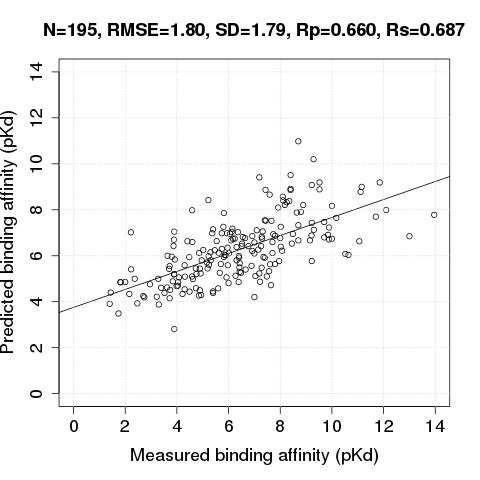 N=195, RMSE=1.80, SD=1.79, Rp=0.660, Rs=0.687
Predicted binding affinity (pKd)
14
12
10
8
6
4
2
0
0 2 4 6 8 10 12 14
Measured binding affinity (pKd)